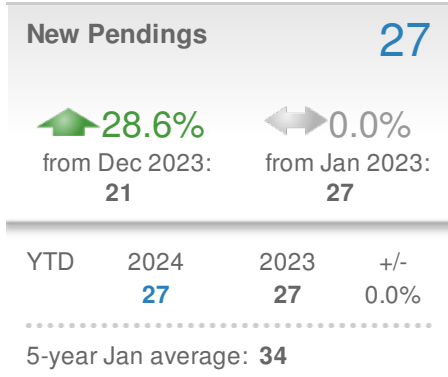 New Pendings 27
28.6% 0.0%
from Dec 2023: from Jan 2023:
21 27
YTD 2024 2023 +/-
27 27 0.0%
5-year Jan average: 34